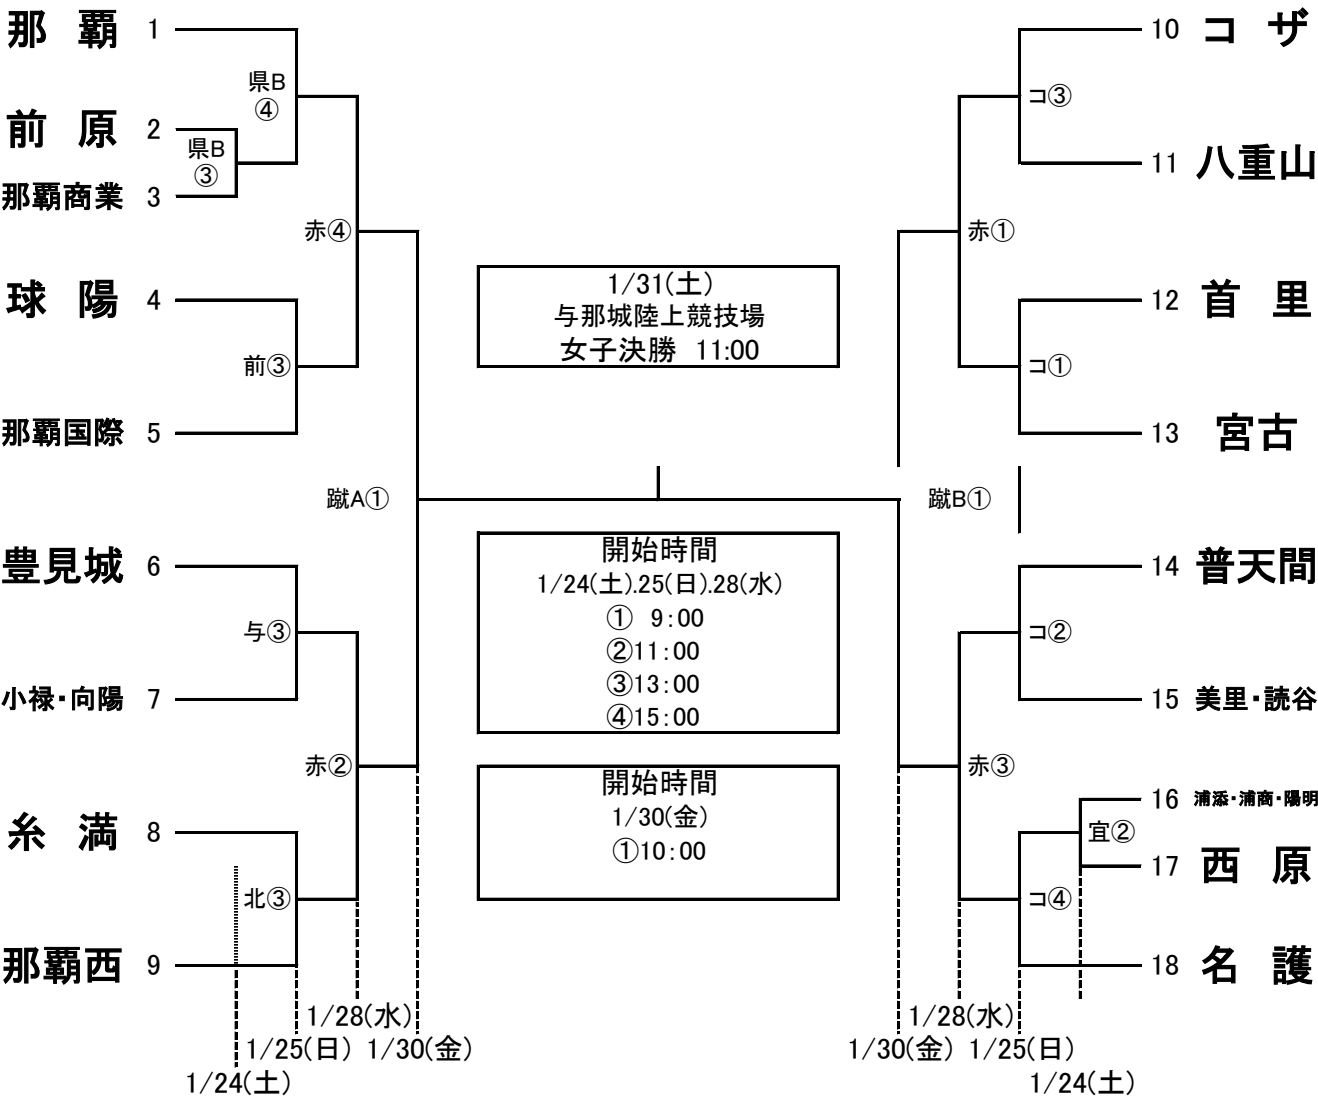 那 覇 1
県B
④
前 原 2
県B
③
那覇商業 3
赤④
球 陽 4
前③
那覇国際 5
蹴A①
豊見城 6
与③
小禄・向陽 7
赤②
糸 満 8
北③
那覇西 9
1/31(土)
与那城陸上競技場
女子決勝 11:00
開始時間
1/24(土).25(日).28(水)
① 9:00
②11:00
③13:00
④15:00
開始時間
1/30(金)
①10:00
10 コ ザ
コ③
11 八重山
赤①
12 首 里
コ①
13 宮古
蹴B①
14 普天間
コ②
15 美里・読谷
赤③
16 浦添・浦商・陽明
宜②
17 西 原
コ④
18 名 護
1/28(水)
1/25(日) 1/30(金)
1/24(土)
1/28(水)
1/30(金) 1/25(日)
1/24(土)